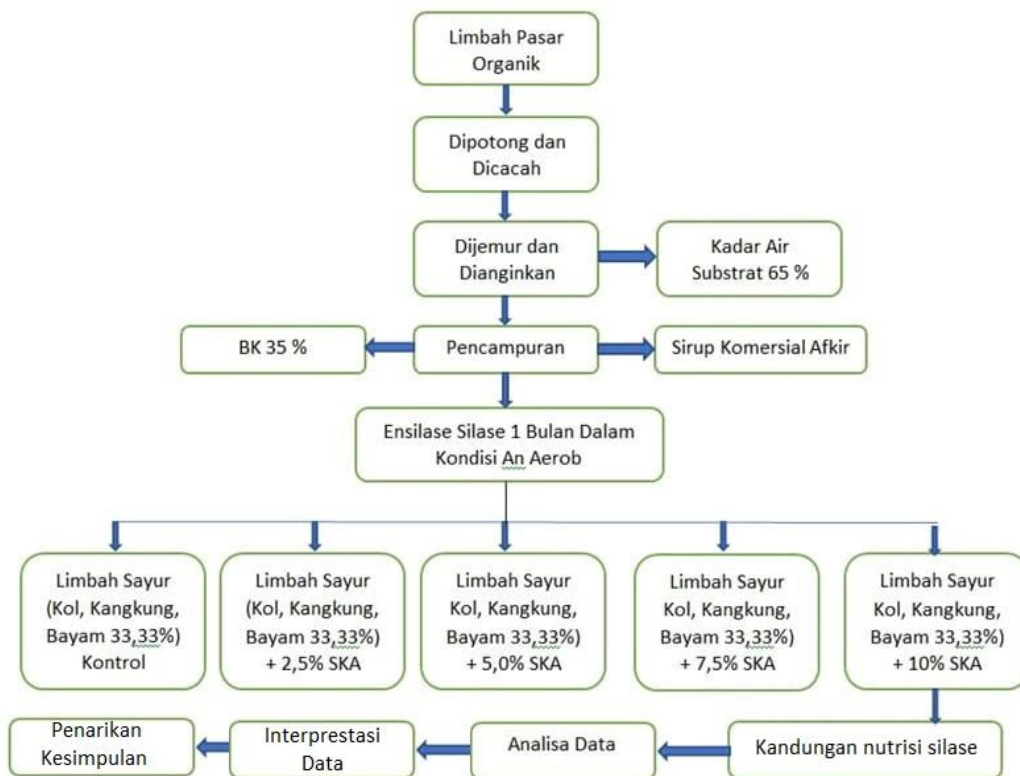 Limbah Pasar
Organik
Dipotong dan
Dicacah
Dijemur dan
Dianginkan
Kadar Air
Substrat 65 %
BK 35 %
Pencampuran
Sirup Komersial Afkir
Ensilase Silase 1 Bulan Dalam
Kondisi An Aerob
Limbah Sayur
(Kol, Kangkung,
Bayam 33,33%)
Kontrol
Limbah Sayur
(Kol, Kangkung,
Bayam 33,33%)
+ 2,5% SKA
Limbah Sayur
Kol, Kangkung,
Bayam 33,33%)
+ 5,0% SKA
Limbah Sayur
Kol, Kangkung,
Bayam 33,33%)
+ 7,5% SKA
Limbah Sayur
Kol, Kangkung,
Bayam 33,33%)
+ 10% SKA
Penarikan
Kesimpulan
Interprestasi
Data
Analisa Data
Kandungan nutrisi silase